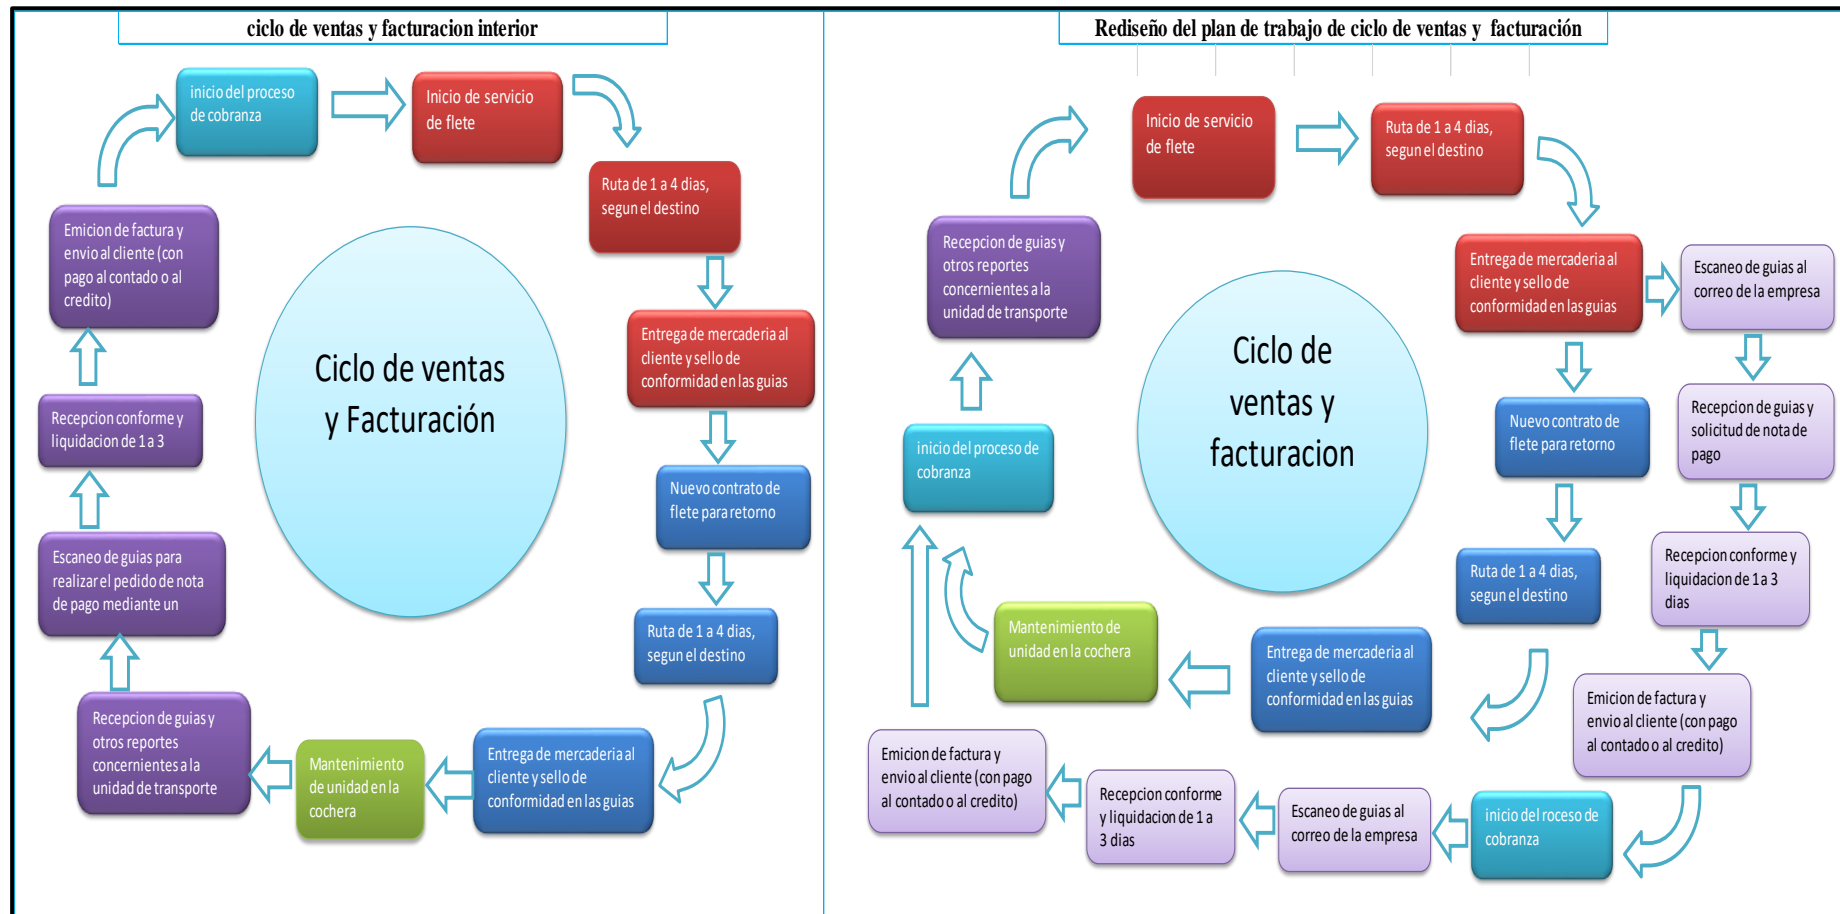 ciclo de ventas y facturacion interior
inicio del proceso
de cobranza
Inicio de servicio
de flete
Ruta de 1 a 4 dias,
segun el destino
Entrega de mercaderia al
cliente y sello de
conformidad en las guias
Nuevo contrato de
flete para retorno
Ruta de 1 a 4 dias,
segun el destino
Entrega de mercaderia al
cliente y sello de
conformidad en las guias
Mantenimiento
de unidad en la
cochera
Recepcion de guias y
otros reportes
concernientes a la
unidad de transporte
Escaneo de guias para
realizar el pedido de nota
de pago mediante un
Recepcion conforme y
liquidacion de 1 a 3
Emicion de factura y
envio al cliente (con
pago al contado o al
credito)
Ciclo de ventas
y Facturación
Rediseño del plan de trabajo de ciclo de ventas y facturación
Inicio de servicio
de flete
Ruta de 1 a 4 dias,
segun el destino
Entrega de mercaderia al
cliente y sello de
conformidad en las guias
Escaneo de guias al
correo de la empresa
Recepcion de guias y
solicitud de nota de
pago
Recepcion conforme y
liquidacion de 1 a 3
dias
Emicion de factura y
envio al cliente (con pago
al contado o al credito)
inicio del roceso de
cobranza
Escaneo de guias al
correo de la empresa
Recepcion conforme
y liquidacion de 1 a
3 dias
Emicion de factura y
envio al cliente (con pago
al contado o al credito)
Nuevo contrato de
flete para retorno
Ruta de 1 a 4 dias,
segun el destino
Entrega de mercaderia al
cliente y sello de
conformidad en las guias
Mantenimiento de
unidad en la cochera
inicio del proceso de
cobranza
Recepcion de guias y
otros reportes
concernientes a la
unidad de transporte
Ciclo de
ventas y
facturacion